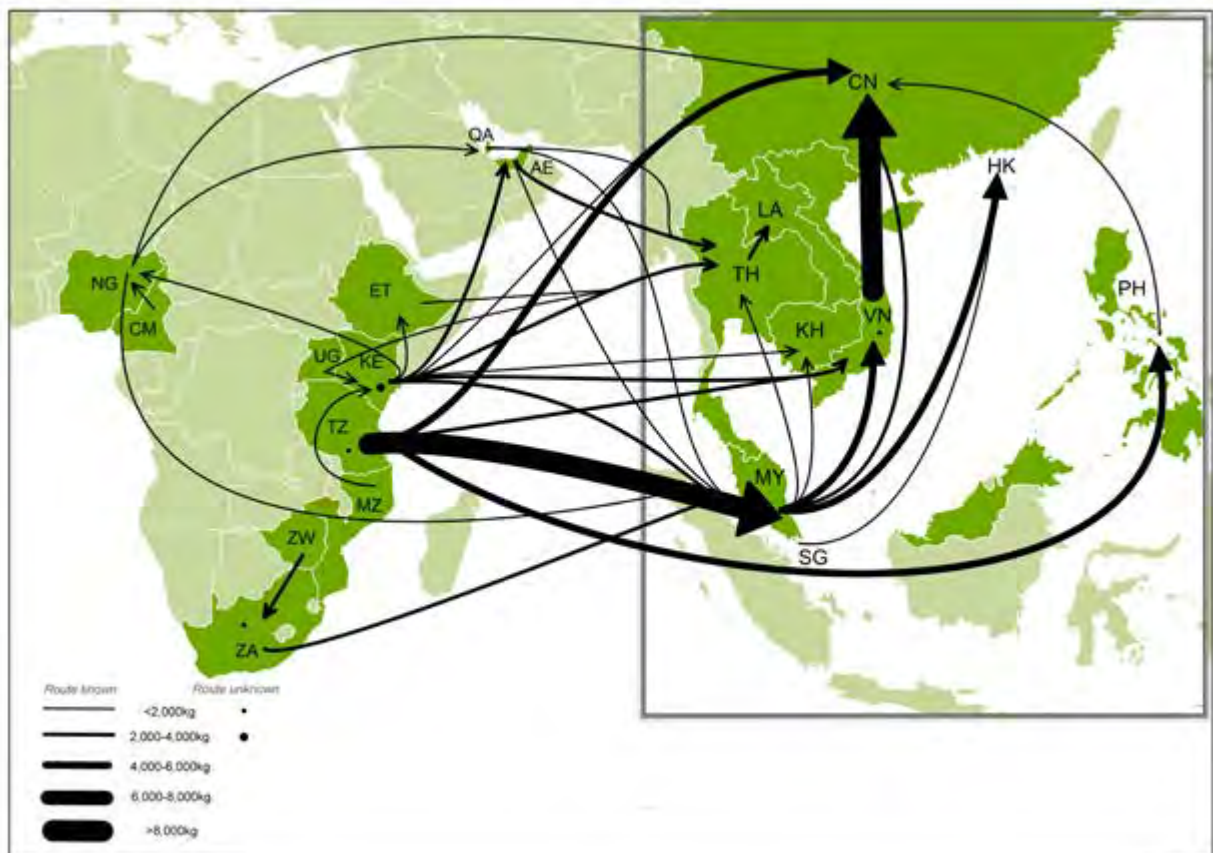 CN
QA
AE
HK
LA
NG
TH
ET
PH
CM
VN
KH
UG
KE
TZ
MY
MZ
ZW
SG
ZA
Route known Route unknown
<2,000kg
2,000-4,000kg
4,000-6,000kg
6,000-8,000kg
>8,000kg